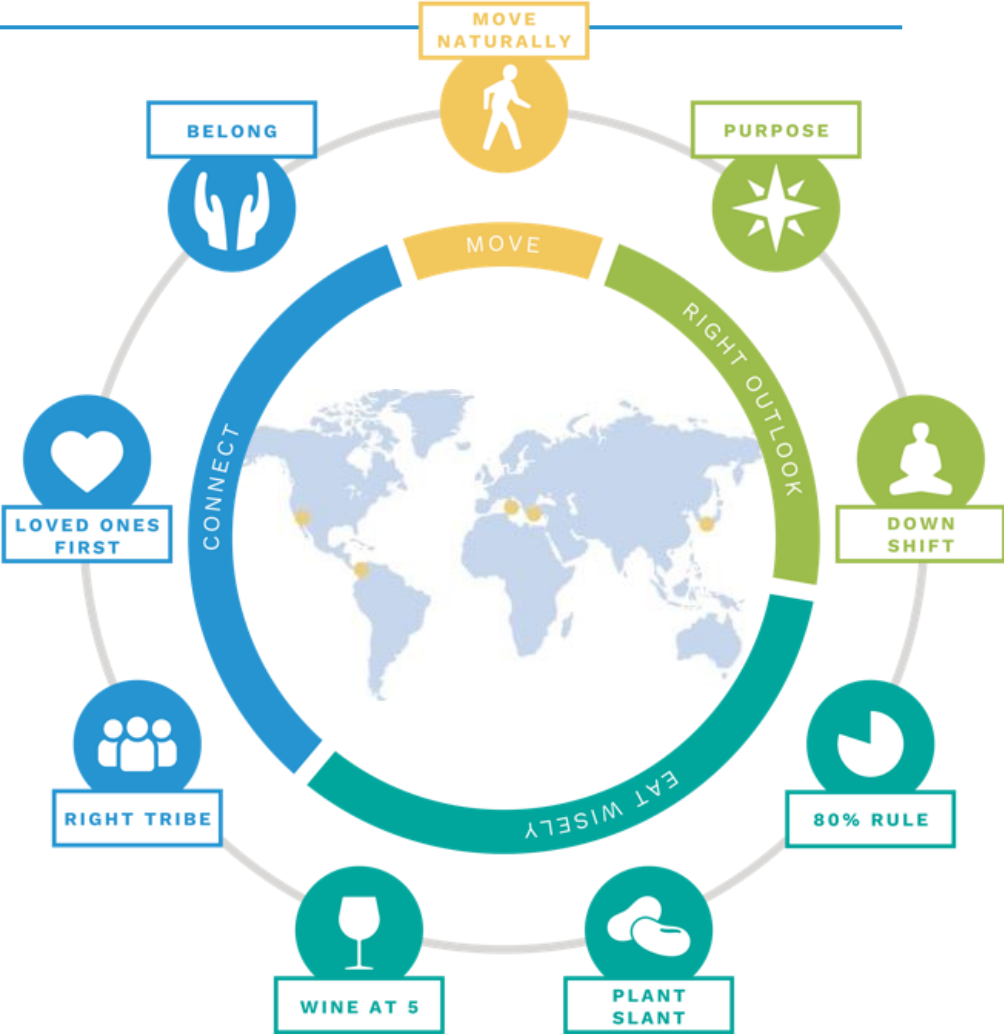 MOVE
NATURALLY
BELONG
PURPOSE
MOVE
RIGHT OUTLOOK
CONNECT
LOVED ONES
FIRST
DOWN
SHIFT
EAT WISELY
RIGHT TRIBE
80% RULE
WINE AT 5
PLANT
SLANT